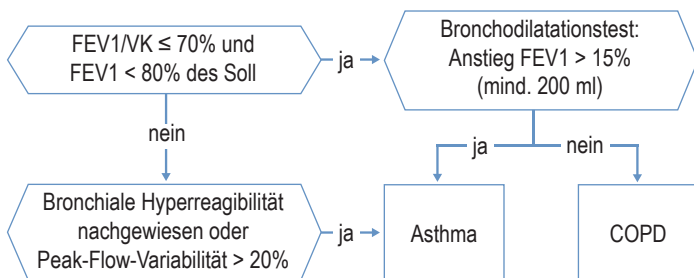 FEV1/VK ≤ 70% und
FEV1 < 80% des Soll
ja
Bronchodilatationstest:
Anstieg FEV1 > 15%
(mind. 200 ml)
nein
ja
nein
Bronchiale Hyperreagibilität
nachgewiesen oder
Peak-Flow-Variabilität > 20%
ja
Asthma
COPD